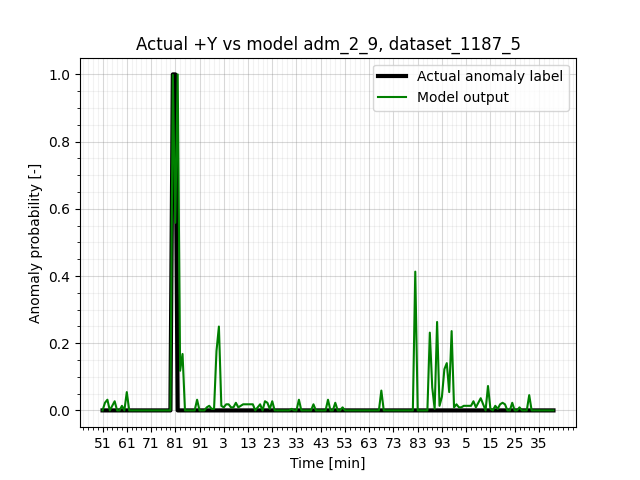 Actual +Y vs model adm_2_9, dataset_1187_5
Actual anomaly label
Model output
Anomaly probability [-]
1.0
0.8
0.6
0.4
0.2
0.0
51 61 71 81 91 3 13 23 33 43 53 63 73 83 93 5 15 25 35
Time [min]